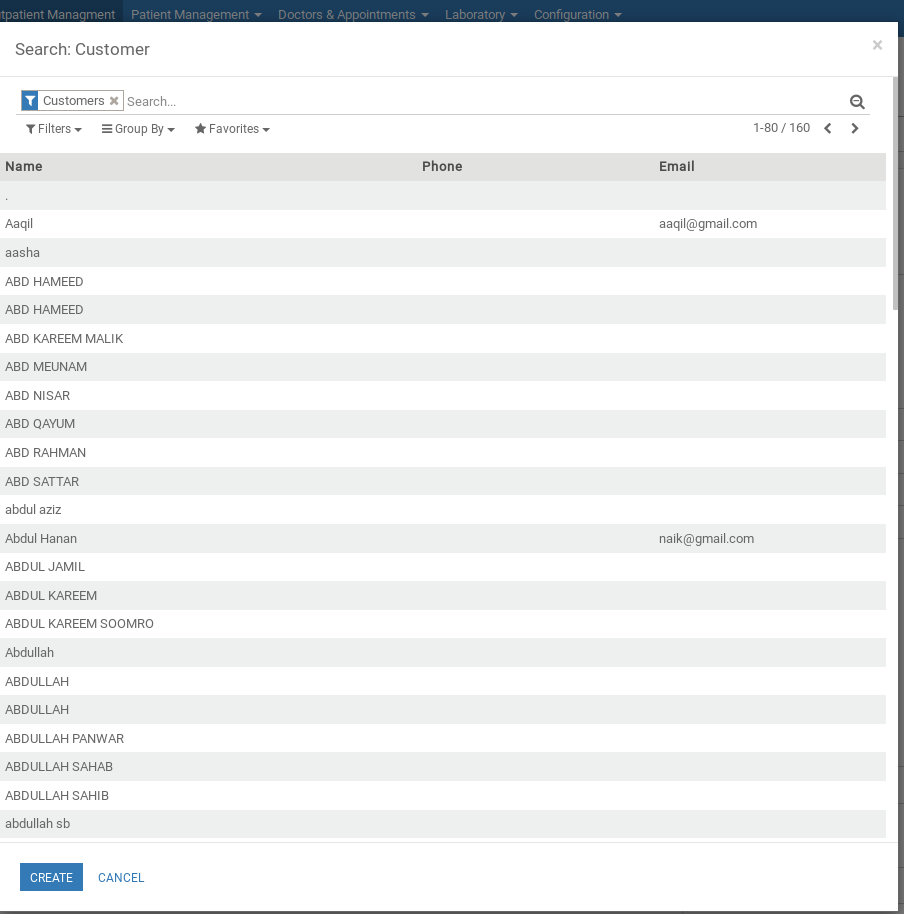 tpatient Managment Patient Management Doctors & Appointments Laboratory Configuration
Search: Customer ×
Customers ✖ Search...
Filters Group By Favorites 1-80 / 160
Name Phone Email
.
Aaqil aaqil@gmail.com
aasha
ABD HAMEED
ABD HAMEED
ABD KAREEM MALIK
ABD MEUNAM
ABD NISAR
ABD QAYUM
ABD RAHMAN
ABD SATTAR
abdul aziz
Abdul Hanan naik@gmail.com
ABDUL JAMIL
ABDUL KAREEM
ABDUL KAREEM SOOMRO
Abdullah
ABDULLAH
ABDULLAH
ABDULLAH PANWAR
ABDULLAH SAHAB
ABDULLAH SAHIB
abdullah sb
CREATE CANCEL